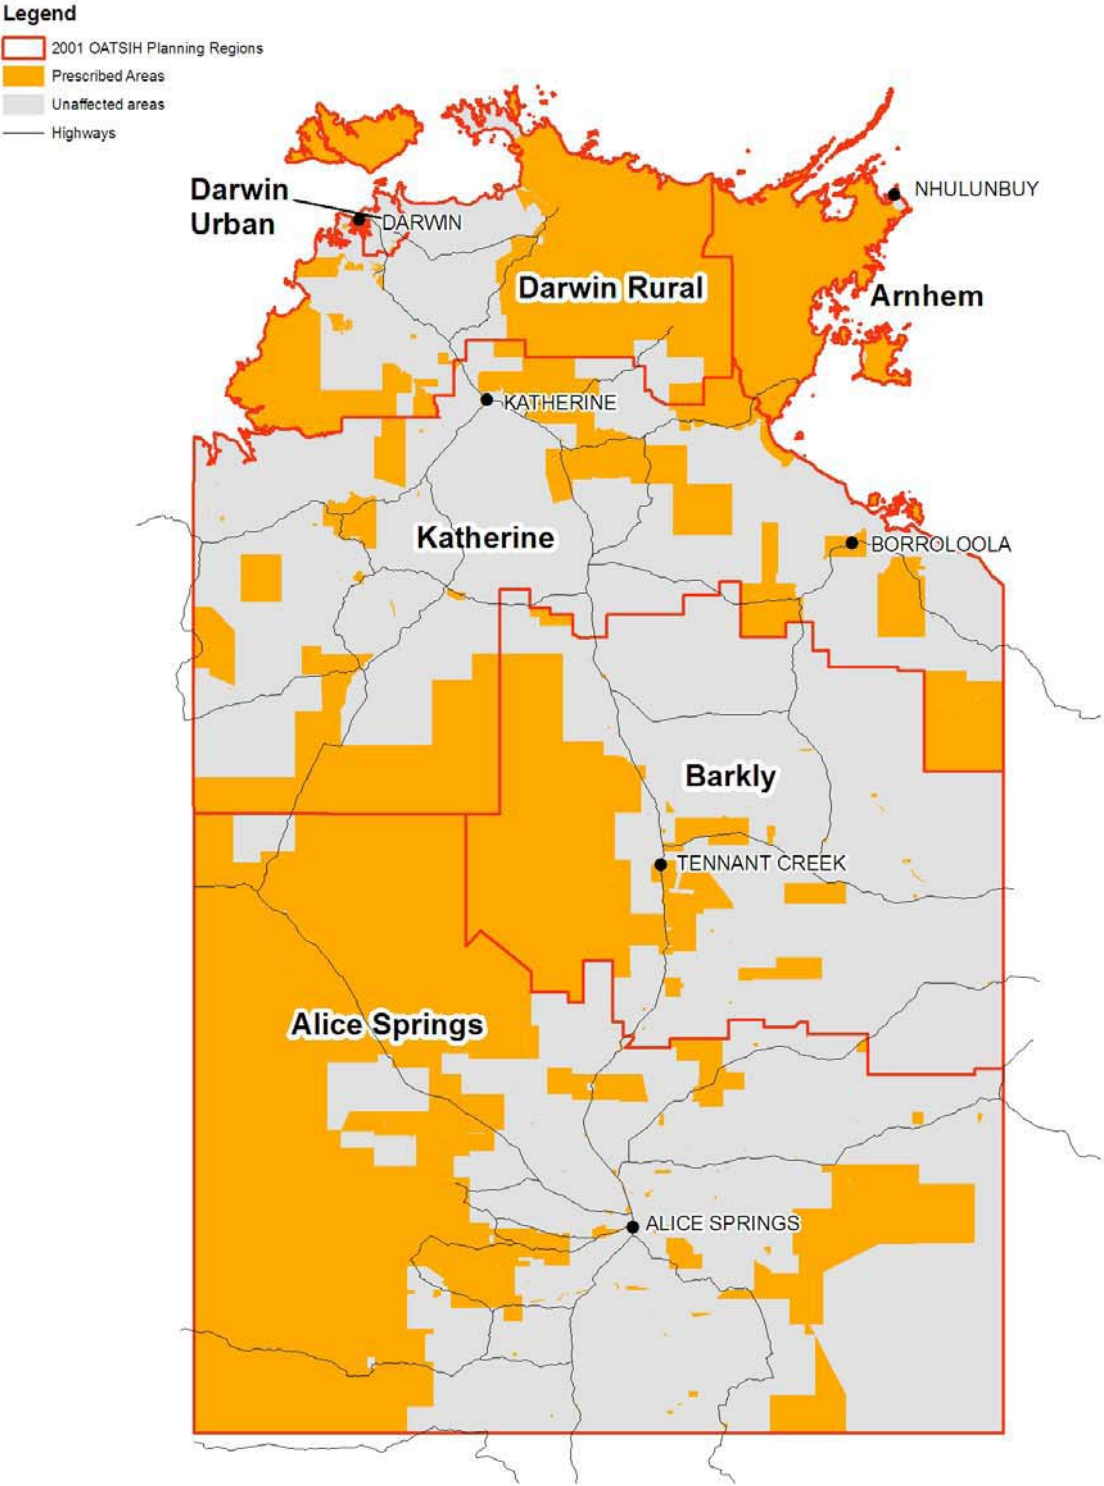 Legend
2001 OATSIH Planning Regions
Prescribed Areas
Unaffected areas
Highways
Darwin
Urban
DARWIN
NHULUNBUY
Darwin Rural
Arnhem
KATHERINE
Katherine
BORROLOOLA
Barkly
TENNANT CREEK
Alice Springs
ALICE SPRINGS